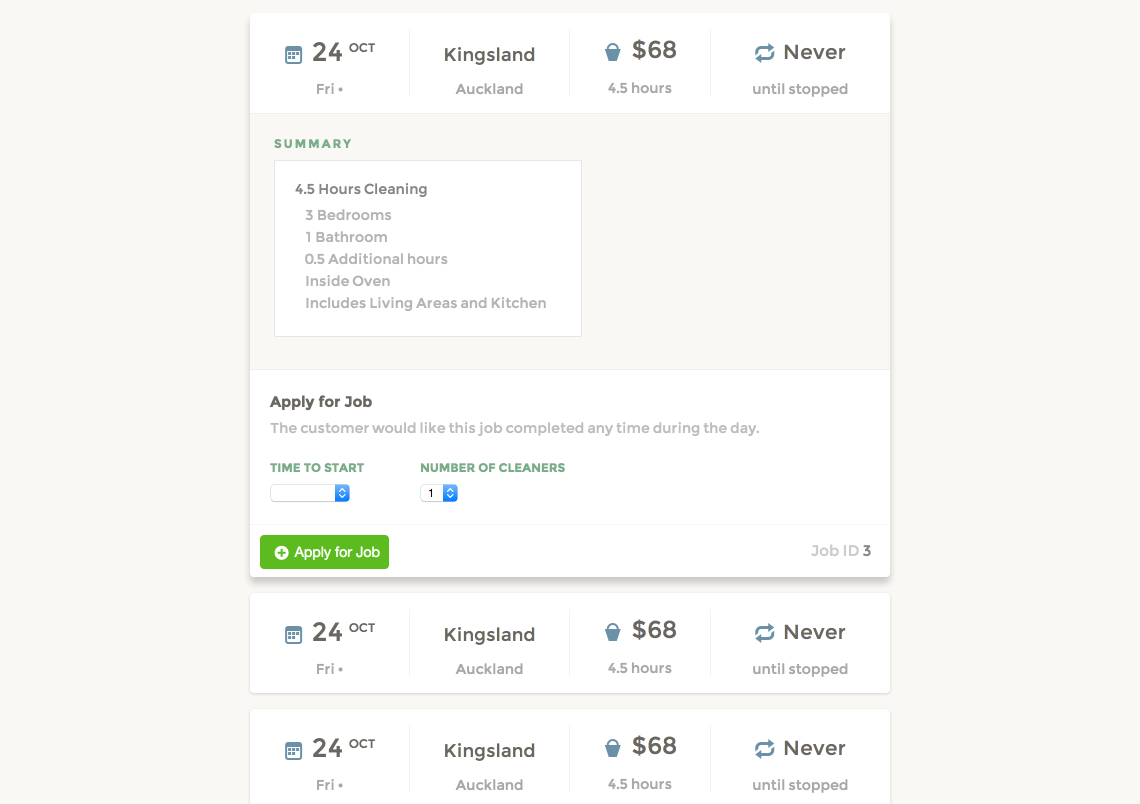 24 OCT Kingsland $68 Never
Fri • Auckland 4.5 hours until stopped
SUMMARY
4.5 Hours Cleaning
3 Bedrooms
1 Bathroom
0.5 Additional hours
Inside Oven
Includes Living Areas and Kitchen
Apply for Job
The customer would like this job completed any time during the day.
TIME TO START NUMBER OF CLEANERS
1
Apply for Job Job ID 3
24 OCT Kingsland $68 Never
Fri • Auckland 4.5 hours until stopped
24 OCT Kingsland $68 Never
Fri • Auckland 4.5 hours until stopped